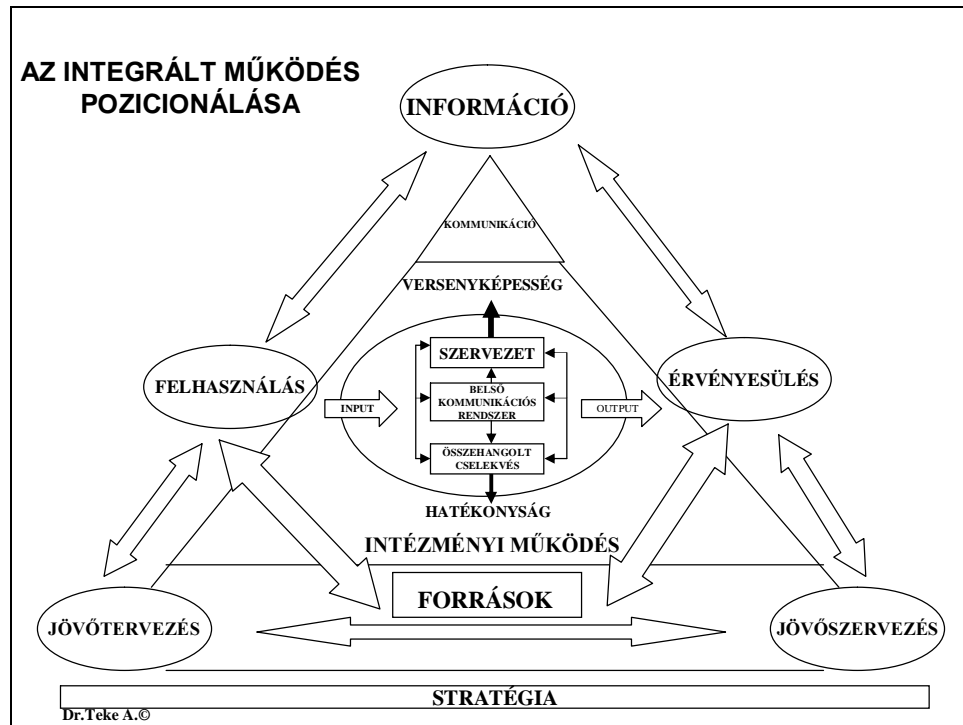 AZ INTEGRÁLT MŰKÖDÉS
POZICIONÁLÁSA
INFORMÁCIÓ
KOMMUNIKÁCIÓ
VERSENYKÉPESSÉG
SZERVEZET
FELHASZNÁLÁS
ÉRVÉNYESÜLÉS
INPUT
BELSŐ
KOMMUNIKÁCIÓS
RENDSZER
OUTPUT
ÖSSZEHANGOLT
CSELEKVÉS
HATÉKONYSÁG
INTÉZMÉNYI MŰKÖDÉS
FORRÁSOK
JÖVŐTERVEZÉS
JÖVŐSZERVEZÉS
STRATÉGIA
Dr.Teke A.©